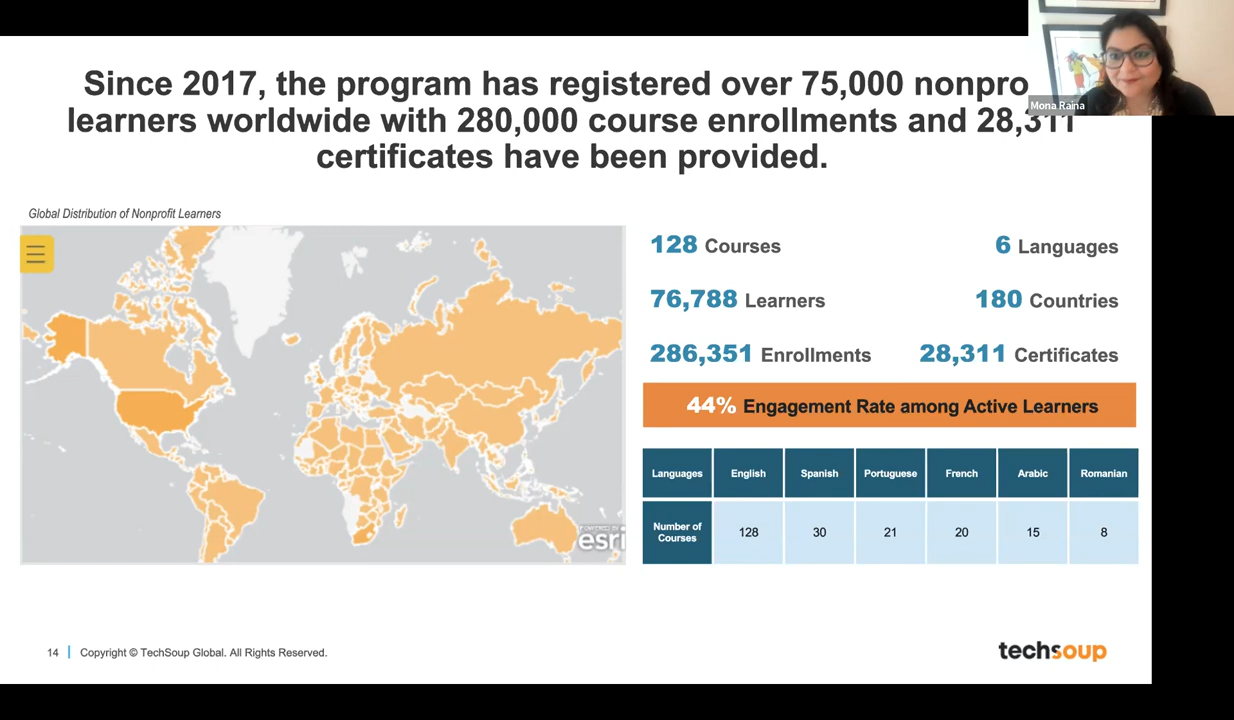 Since 2017, the program has registered over 75,000 nonpro
learners worldwide with 280,000 course enrollments and 28,311
certificates have been provided.
Mona Raina
Global Distribution of Nonprofit Learners
128 Courses
6 Languages
76,788 Learners
180 Countries
286,351 Enrollments
28,311 Certificates
44% Engagement Rate among Active Learners
Languages English Spanish Portuguese French Arabic Romanian
Number of
Courses
128 30 21 20 15 8
POWERED BY
esri
14 | Copyright © TechSoup Global. All Rights Reserved.
techsoup